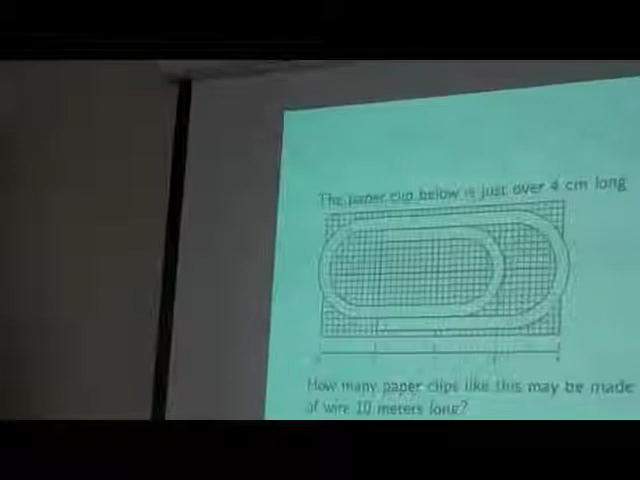 The paper clip below is just over 4 cm long
How many paper clips like this may be made
of wire 10 meters long?